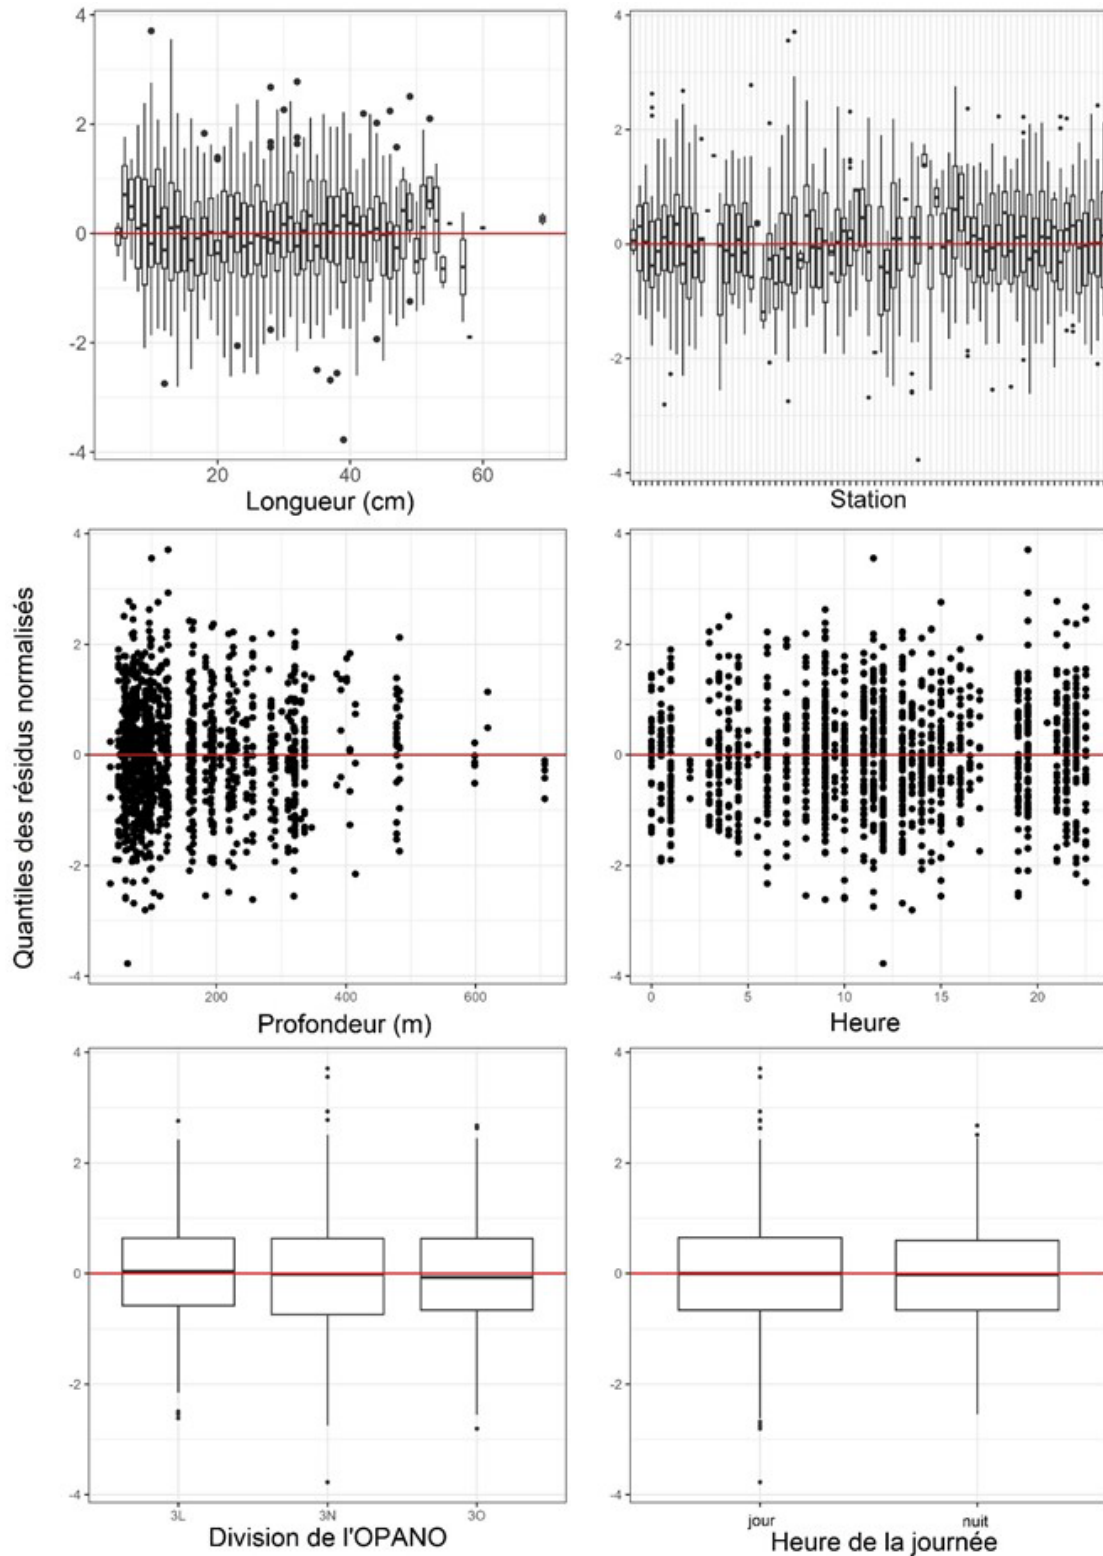 4
2
0
-2
-4
20 40 60
Longueur (cm)
4
2
0
-2
-4
Station
Quantiles des résidus normalisés
4
2
0
-2
-4
200 400 600
Profondeur (m)
4
2
0
-2
-4
0 5 10 15 20
Heure
4
2
0
-2
-4
3L 3N 3O
Division de l'OPANO
4
2
0
-2
-4
jour nuit
Heure de la journée